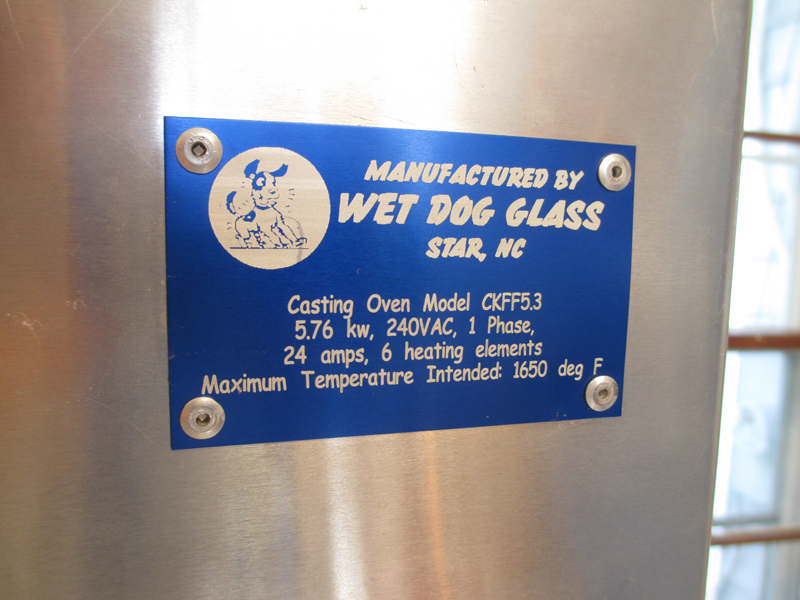 MANUFACTURED BY
WET DOG GLASS
STAR, NC
Casting Oven Model CKFF5.3
5.76 kw, 240VAC, 1 Phase,
24 amps, 6 heating elements
Maximum Temperature Intended: 1650 deg F